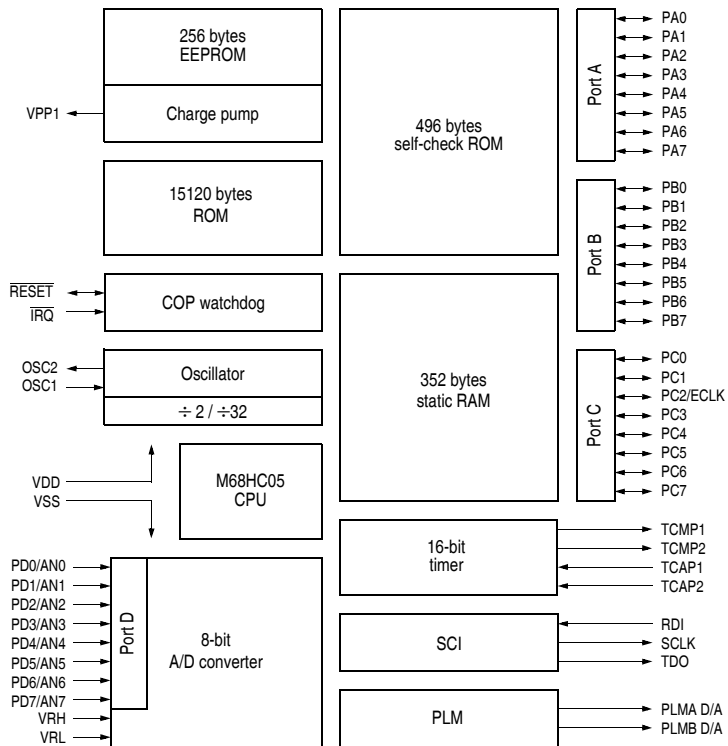 256 bytes
EEPROM
Charge pump
VPP1
15120 bytes
ROM
RESET
IRQ
COP watchdog
OSC2
OSC1
Oscillator
÷ 2 / ÷32
VDD
VSS
M68HC05
CPU
PD0/AN0
PD1/AN1
PD2/AN2
PD3/AN3
PD4/AN4
PD5/AN5
PD6/AN6
PD7/AN7
VRH
VRL
Port D
8-bit
A/D converter
496 bytes
self-check ROM
352 bytes
static RAM
16-bit
timer
SCI
PLM
Port A
PA0
PA1
PA2
PA3
PA4
PA5
PA6
PA7
Port B
PB0
PB1
PB2
PB3
PB4
PB5
PB6
PB7
Port C
PC0
PC1
PC2/ECLK
PC3
PC4
PC5
PC6
PC7
TCMP1
TCMP2
TCAP1
TCAP2
RDI
SCLK
TDO
PLMA D/A
PLMB D/A